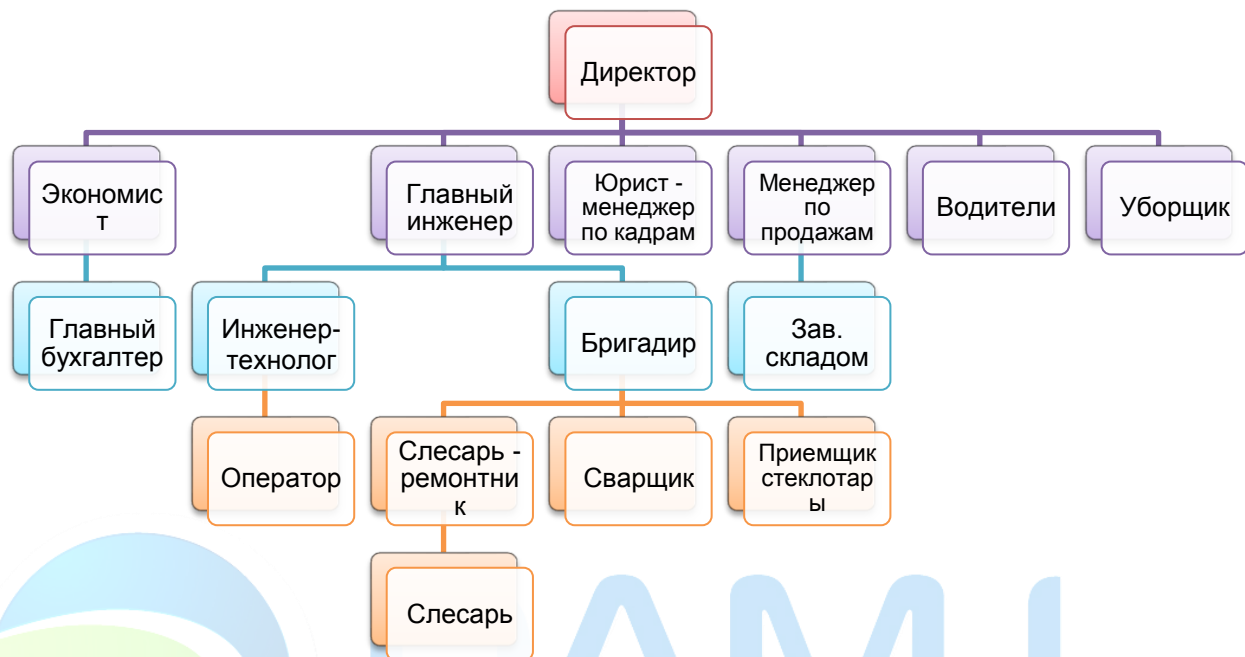 Директор
Экономис
т
Главный
инженер
Юрист -
менеджер
по кадрам
Менеджер
по
продажам
Водители
Уборщик
Главный
бухгалтер
Инженер-
технолог
Бригадир
Зав.
складом
Оператор
Слесарь -
ремонтни
к
Сварщик
Приемщик
стеклотар
ы
Слесарь